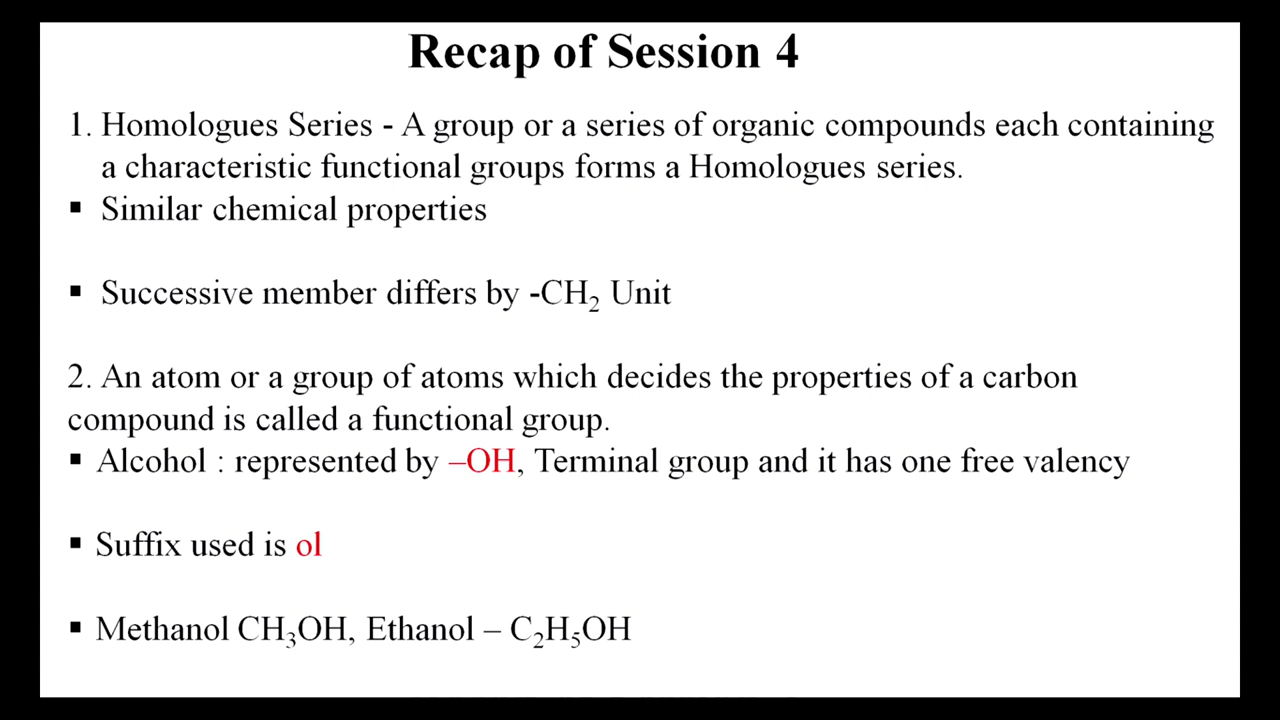 Recap of Session 4
1. Homologues Series - A group or a series of organic compounds each containing
a characteristic functional groups forms a Homologues series.
▪ Similar chemical properties
▪ Successive member differs by -CH₂ Unit
2. An atom or a group of atoms which decides the properties of a carbon
compound is called a functional group.
▪ Alcohol : represented by –OH, Terminal group and it has one free valency
▪ Suffix used is ol
▪ Methanol CH₃OH, Ethanol – C₂H₅OH